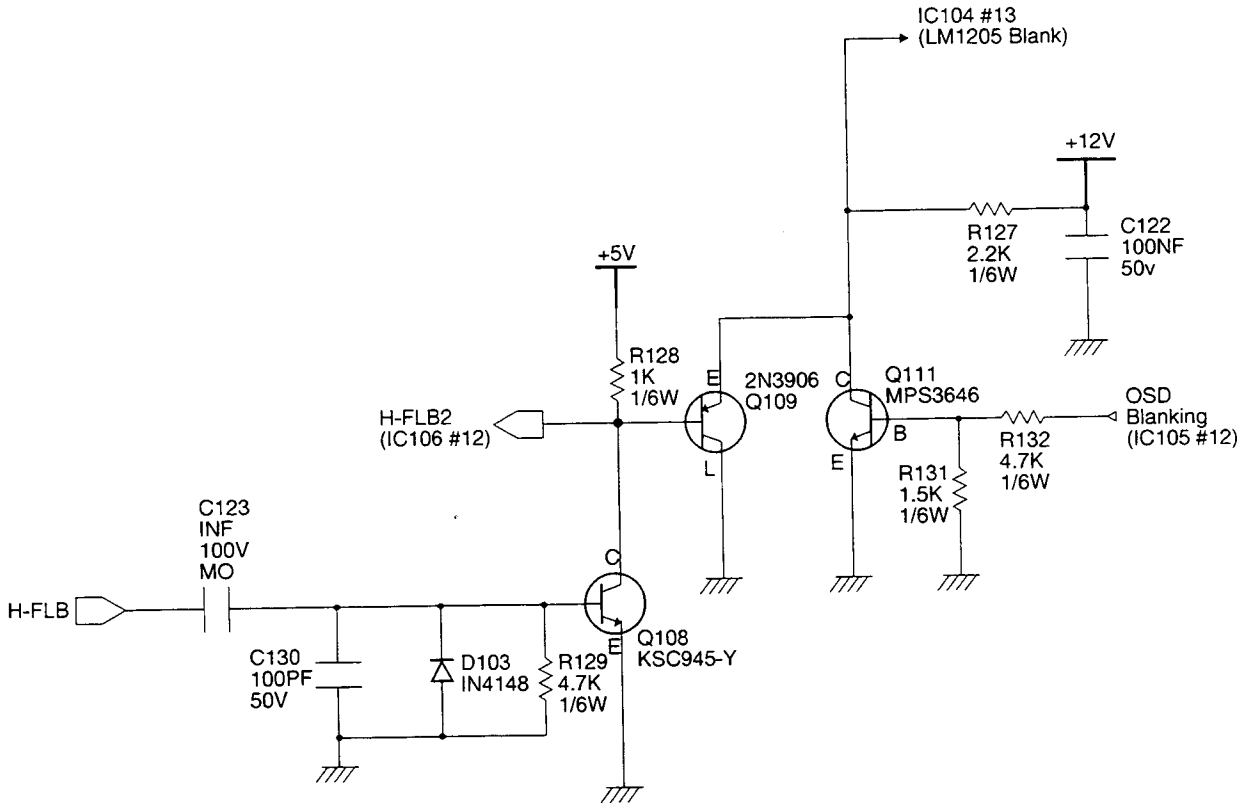 IC104 #13
(LM1205 Blank)
+12V
R127
2.2K
1/6W
C122
100NF
50v
+5V
R128
1K
1/6W
E
2N3906
Q109
L
C
Q111
MPS3646
B
E
H-FLB2
(IC106 #12)
R131
1.5K
1/6W
R132
4.7K
1/6W
OSD
Blanking
(IC105 #12)
C123
INF
100V
MO
H-FLB
C
E
Q108
KSC945-Y
C130
100PF
50V
D103
IN4148
R129
4.7K
1/6W